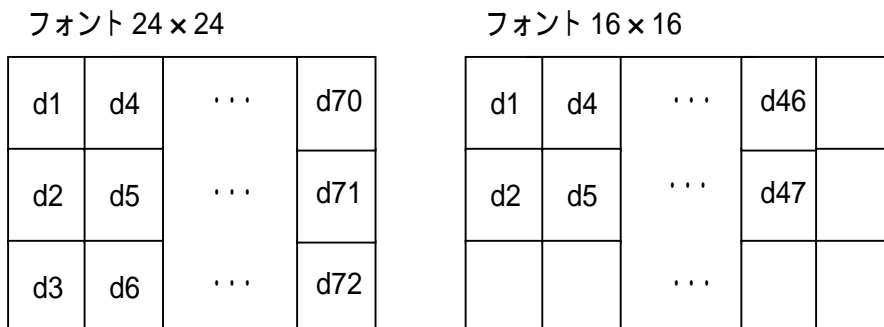 フォント 24 × 24
d1 d4 ··· d70
d2 d5 ··· d71
d3 d6 ··· d72
フォント 16 × 16
d1 d4 ··· d46
d2 d5 ··· d47
···